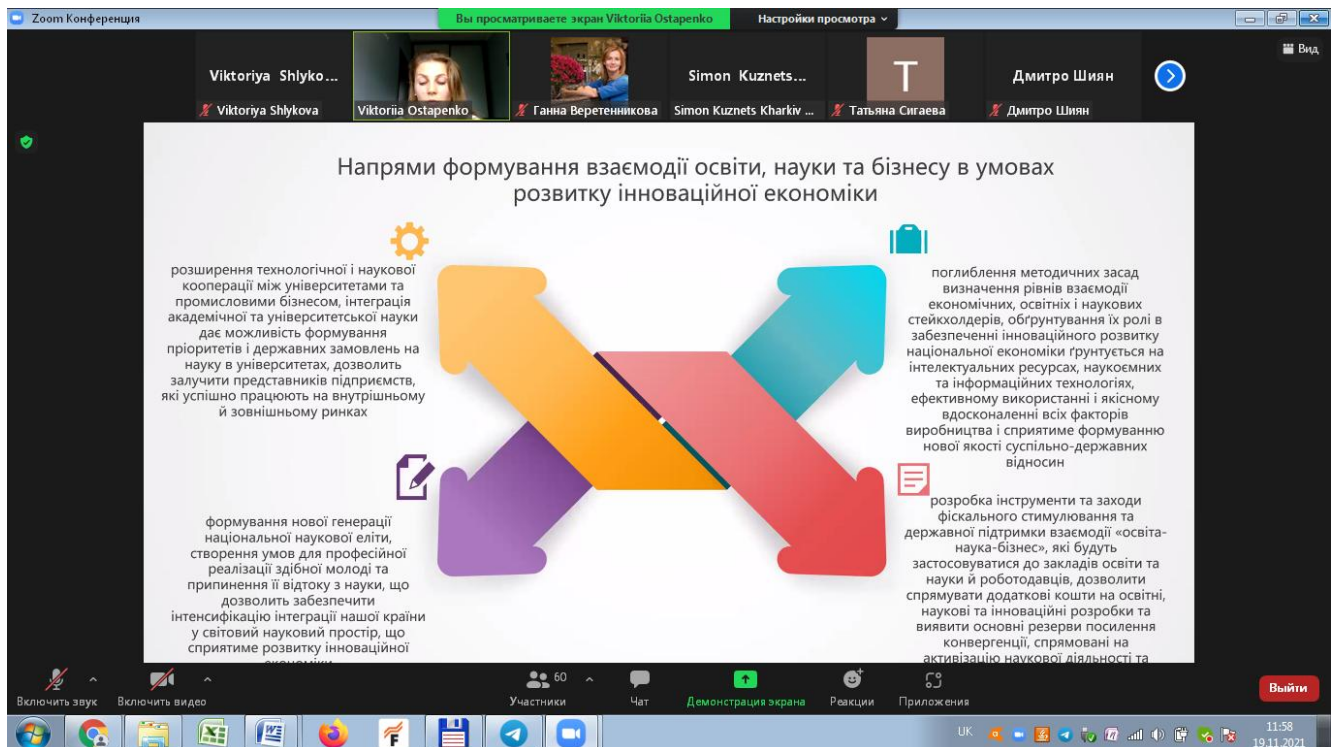 Zoom Конференция
Вы просматриваете экран Viktoriia Ostapenko
Настройки просмотра
Вид
Viktoriya Shlyko...
Simon Kuznets...
T
Дмитро Шиян
Viktoriya Shlykova
Viktoriia Ostapenko
Ганна Веретенникова
Simon Kuznets Kharkiv ...
Татьяна Сигаева
Дмитро Шиян
Напрями формування взаємодії освіти, науки та бізнесу в умовах
розвитку інноваційної економіки
розширення технологічної і наукової
кооперації між університетами та
промисловими бізнесом, інтеграція
академічної та університетської науки
дає можливість формування
пріоритетів і державних замовлень на
науку в університетах, дозволить
залучити представників підприємств,
які успішно працюють на внутрішньому
й зовнішньому ринках
поглиблення методичних засад
визначення рівнів взаємодії
економічних, освітніх і наукових
стейкхолдерів, обґрунтування їх ролі в
забезпеченні інноваційного розвитку
національної економіки ґрунтується на
інтелектуальних ресурсах, наукоємних
та інформаційних технологіях,
ефективному використанні і якісному
вдосконаленні всіх факторів
виробництва і сприятиме формуванню
нової якості суспільно-державних
відносин
формування нової генерації
національної наукової еліти,
створення умов для професійної
реалізації здібної молоді та
припинення її відтоку з науки, що
дозволить забезпечити
інтенсифікацію інтеграції нашої країни
у світовий науковий простір, що
сприятиме розвитку інноваційної
розробка інструменти та заходи
фіскального стимулювання та
державної підтримки взаємодії «освіта-
наука-бізнес», які будуть
застосовуватися до закладів освіти та
науки й роботодавців, дозволити
спрямувати додаткові кошти на освітні,
наукові та інноваційні розробки та
виявити основні резерви посилення
конвергенції, спрямовані на
активізацію наукової діяльності та
60
Включить звук
Включить видео
Участники
Чат
Демонстрация экрана
Реакции
Приложения
Выйти
UK
11:58
19.11.2021